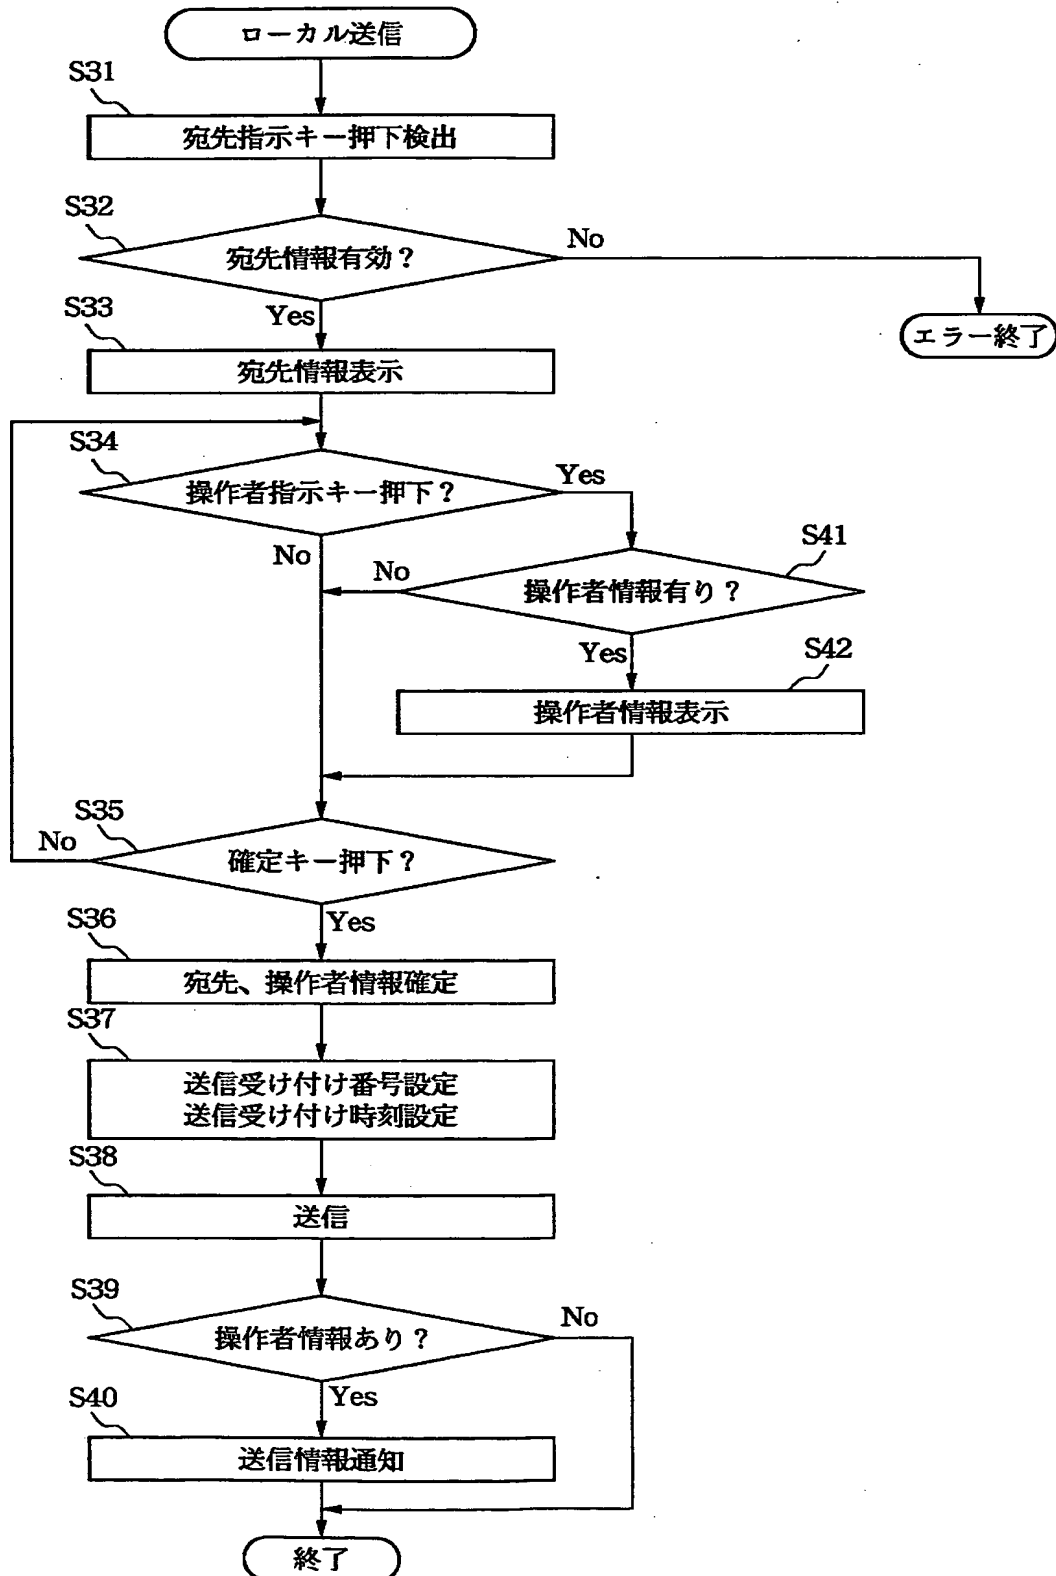 ローカル送信
S31
宛先指示キー押下検出
S32
宛先情報有効?
No
Yes
エラー終了
S33
宛先情報表示
S34
操作者指示キー押下?
Yes
No
S41
操作者情報有り?
No
Yes
S42
操作者情報表示
S35
確定キー押下?
No
Yes
S36
宛先、操作者情報確定
S37
送信受け付け番号設定
送信受け付け時刻設定
S38
送信
S39
操作者情報あり?
No
Yes
S40
送信情報通知
終了